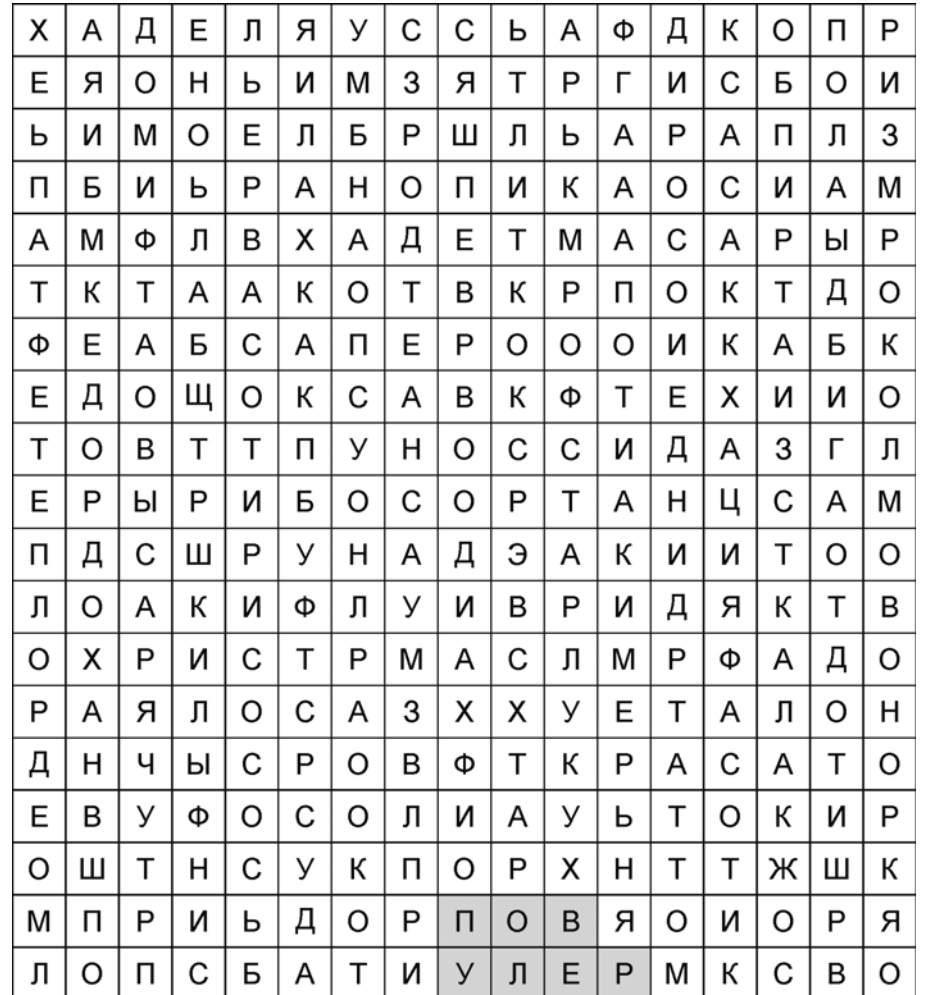 Х А Д Е Л Я У С С Ь А Ф Д К О П Р
Е Я О Н Ь И М З Я Т Р Г И С Б О И
Ь И М О Е Л Б Р Ш Л Ь А Р А П Л З
П Б И Ь Р А Н О П И К А О С И А М
А М Ф Л В Х А Д Е Т М А С А Р Ы Р
Т К Т А А К О Т В К Р П О К Т Д О
Ф Е А Б С А П Е Р О О О И К А Б К
Е Д О Щ О К С А В К Ф Т Е Х И И О
Т О В Т Т П У Н О С С И Д А З Г Л
Е Р Ы Р И Б О С О Р Т А Н Ц С А М
П Д С Ш Р У Н А Д Э А К И И Т О О
Л О А К И Ф Л У И В Р И Д Я К Т В
О Х Р И С Т Р М А С Л М Р Ф А Д О
Р А Я Л О С А З Х Х У Е Т А Л О Н
Д Н Ч Ы С Р О В Ф Т К Р А С А Т О
Е В У Ф О С О Л И А У Ь Т О К И Р
О Ш Т Н С У К П О Р Х Н Т Т Ж Ш К
М П Р И Ь Д О Р П О В Я О И О Р Я
Л О П С Б А Т И У Л Е Р М К С В О